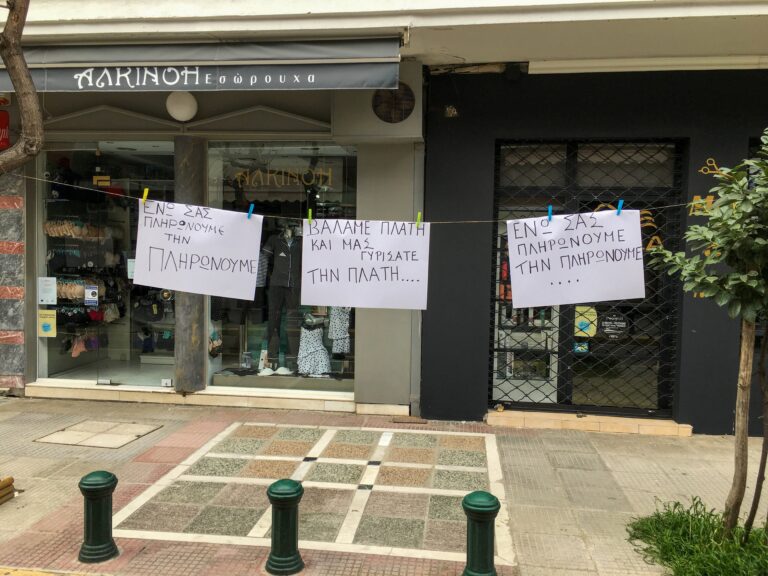 ΑΛΚΙΝΟΗ Εσώρουχα
ΑΛΚΙΝΟΗ
ΕΝΩ ΣΑΣ
ΠΛΗΡΩΝΟΥΜΕ
ΤΗΝ
ΠΛΗΡΩΝΟΥΜΕ
ΒΑΛΑΜΕ ΠΛΑΤΗ
ΚΑΙ ΜΑΣ
ΓΥΡΙΣΑΤΕ
ΤΗΝ ΠΛΑΤΗ....
ΕΝΩ ΣΑΣ
ΠΛΗΡΩΝΟΥΜΕ
ΤΗΝ ΠΛΗΡΩΝΟΥΜΕ
....